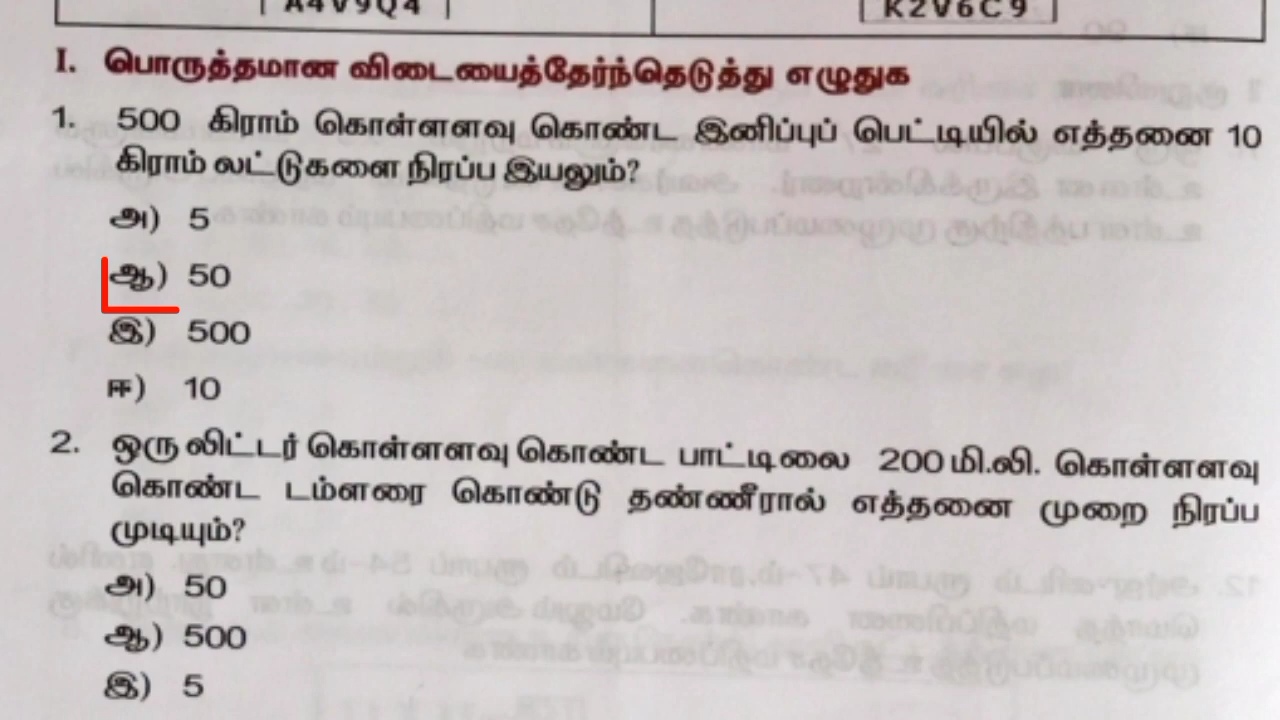 A4V9Q4 K2V6C9
I. பொருத்தமான விடையைத்தேர்ந்தெடுத்து எழுதுக
1. 500 கிராம் கொள்ளளவு கொண்ட இனிப்புப் பெட்டியில் எத்தனை 10
கிராம் லட்டுகளை நிரப்ப இயலும்?
அ) 5
ஆ) 50
இ) 500
ஈ) 10
2. ஒரு லிட்டர் கொள்ளளவு கொண்ட பாட்டிலை 200 மி.லி. கொள்ளளவு
கொண்ட டம்ளரை கொண்டு தண்ணீரால் எத்தனை முறை நிரப்ப
முடியும்?
அ) 50
ஆ) 500
இ) 5